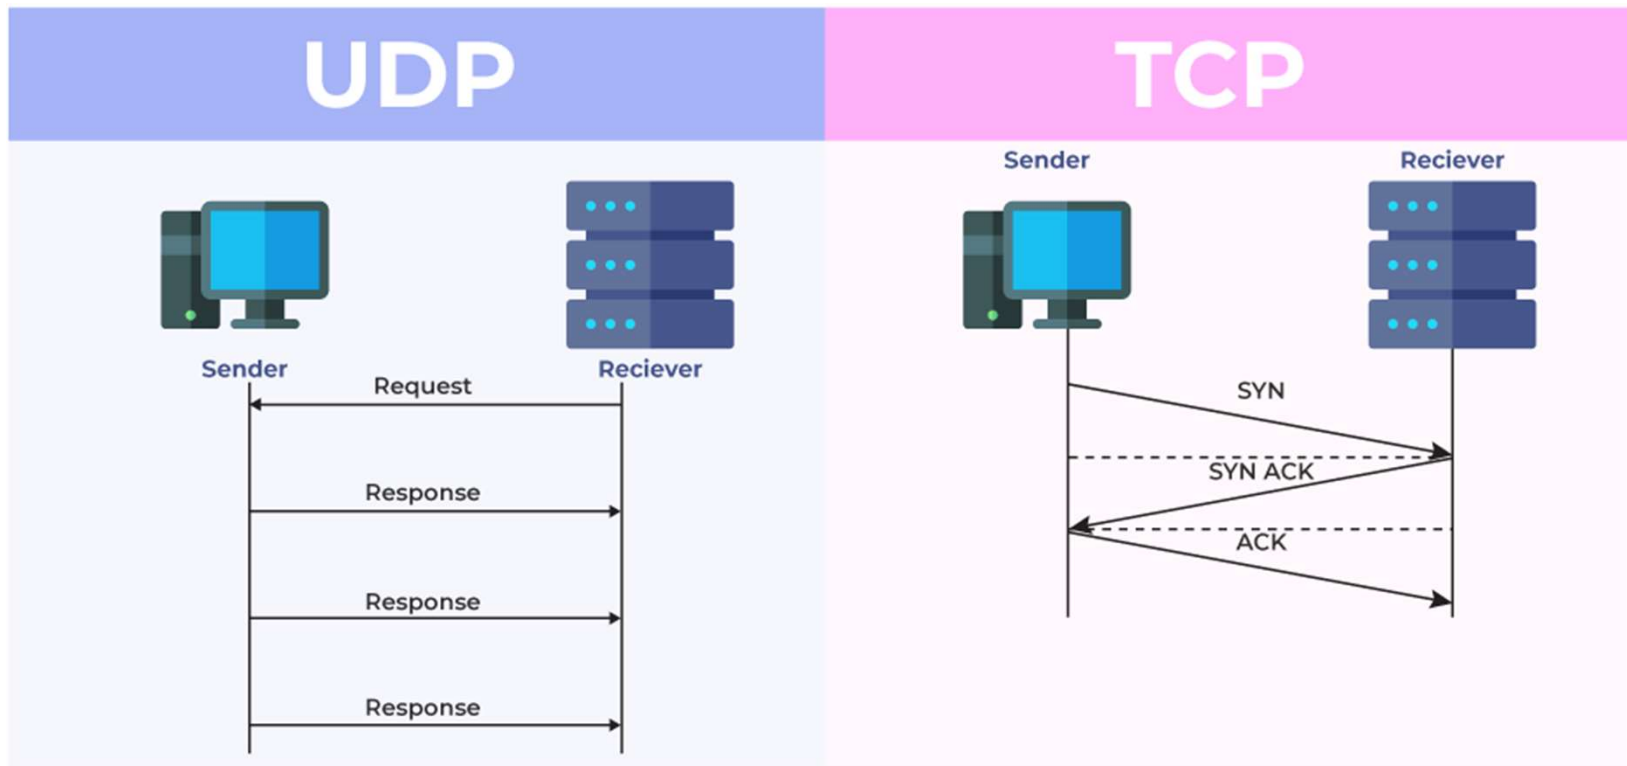 UDP
Sender
Reciever
Request
Response
Response
Response
TCP
Sender
Reciever
SYN
SYN ACK
ACK